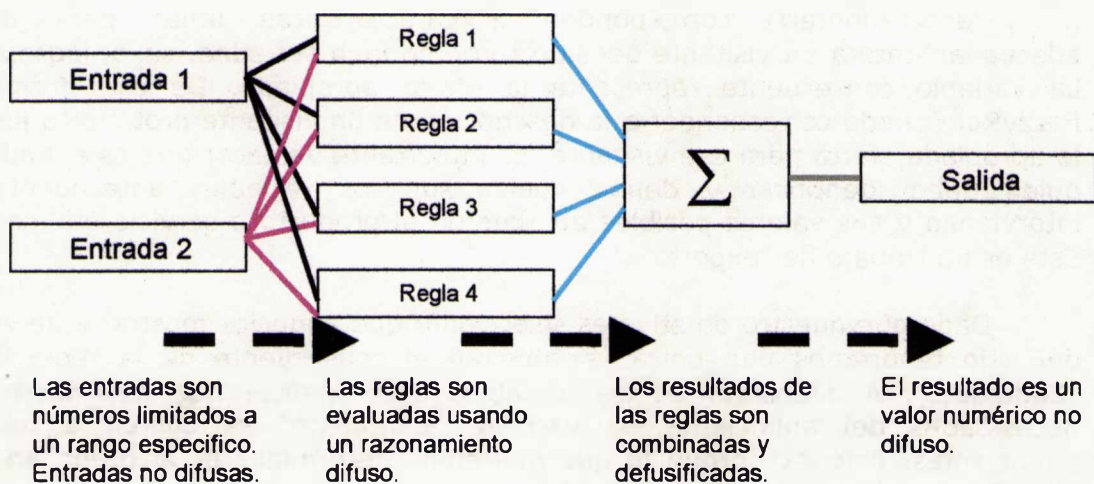 Entrada 1
Entrada 2
Regla 1
Regla 2
Regla 3
Regla 4
Σ
Salida
Las entradas son
números limitados a
un rango especifico.
Entradas no difusas.
Las reglas son
evaluadas usando
un razonamiento
difuso.
Los resultados de
las reglas son
combinadas y
defusificadas.
El resultado es un
valor numérico no
difuso.